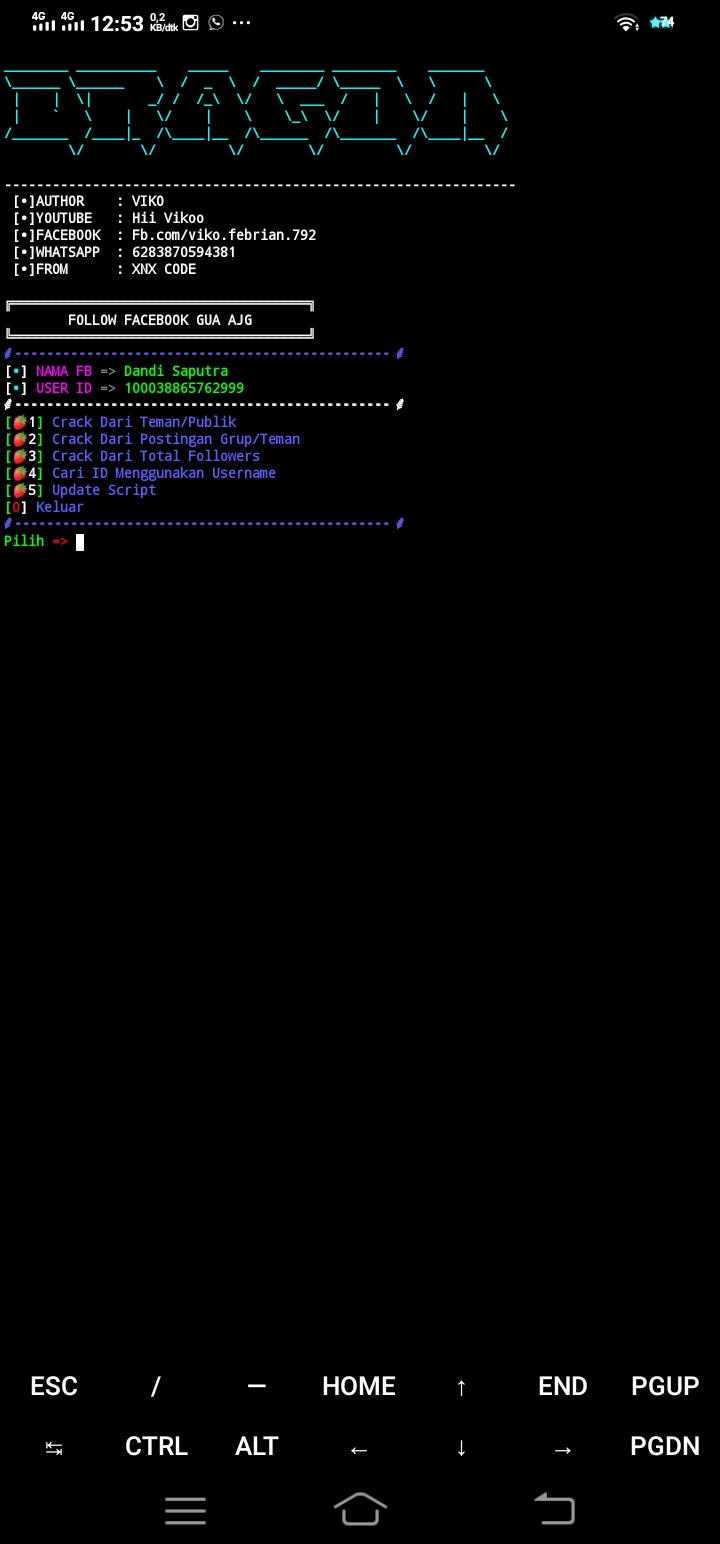 4G 4G 12:53 0,2 KB/dtk 74
[•]AUTHOR : VIKO
[•]YOUTUBE : Hii Vikoo
[•]FACEBOOK : Fb.com/viko.febrian.792
[•]WHATSAPP : 6283870594381
[•]FROM : XNX CODE
FOLLOW FACEBOOK GUA AJG
[•] NAMA FB => Dandi Saputra
[•] USER ID => 100038865762999
[🍓1] Crack Dari Teman/Publik
[🍓2] Crack Dari Postingan Grup/Teman
[🍓3] Crack Dari Total Followers
[🍓4] Cari ID Menggunakan Username
[🍓5] Update Script
[0] Keluar
Pilih =>
ESC / — HOME ↑ END PGUP
↹ CTRL ALT ← ↓ → PGDN